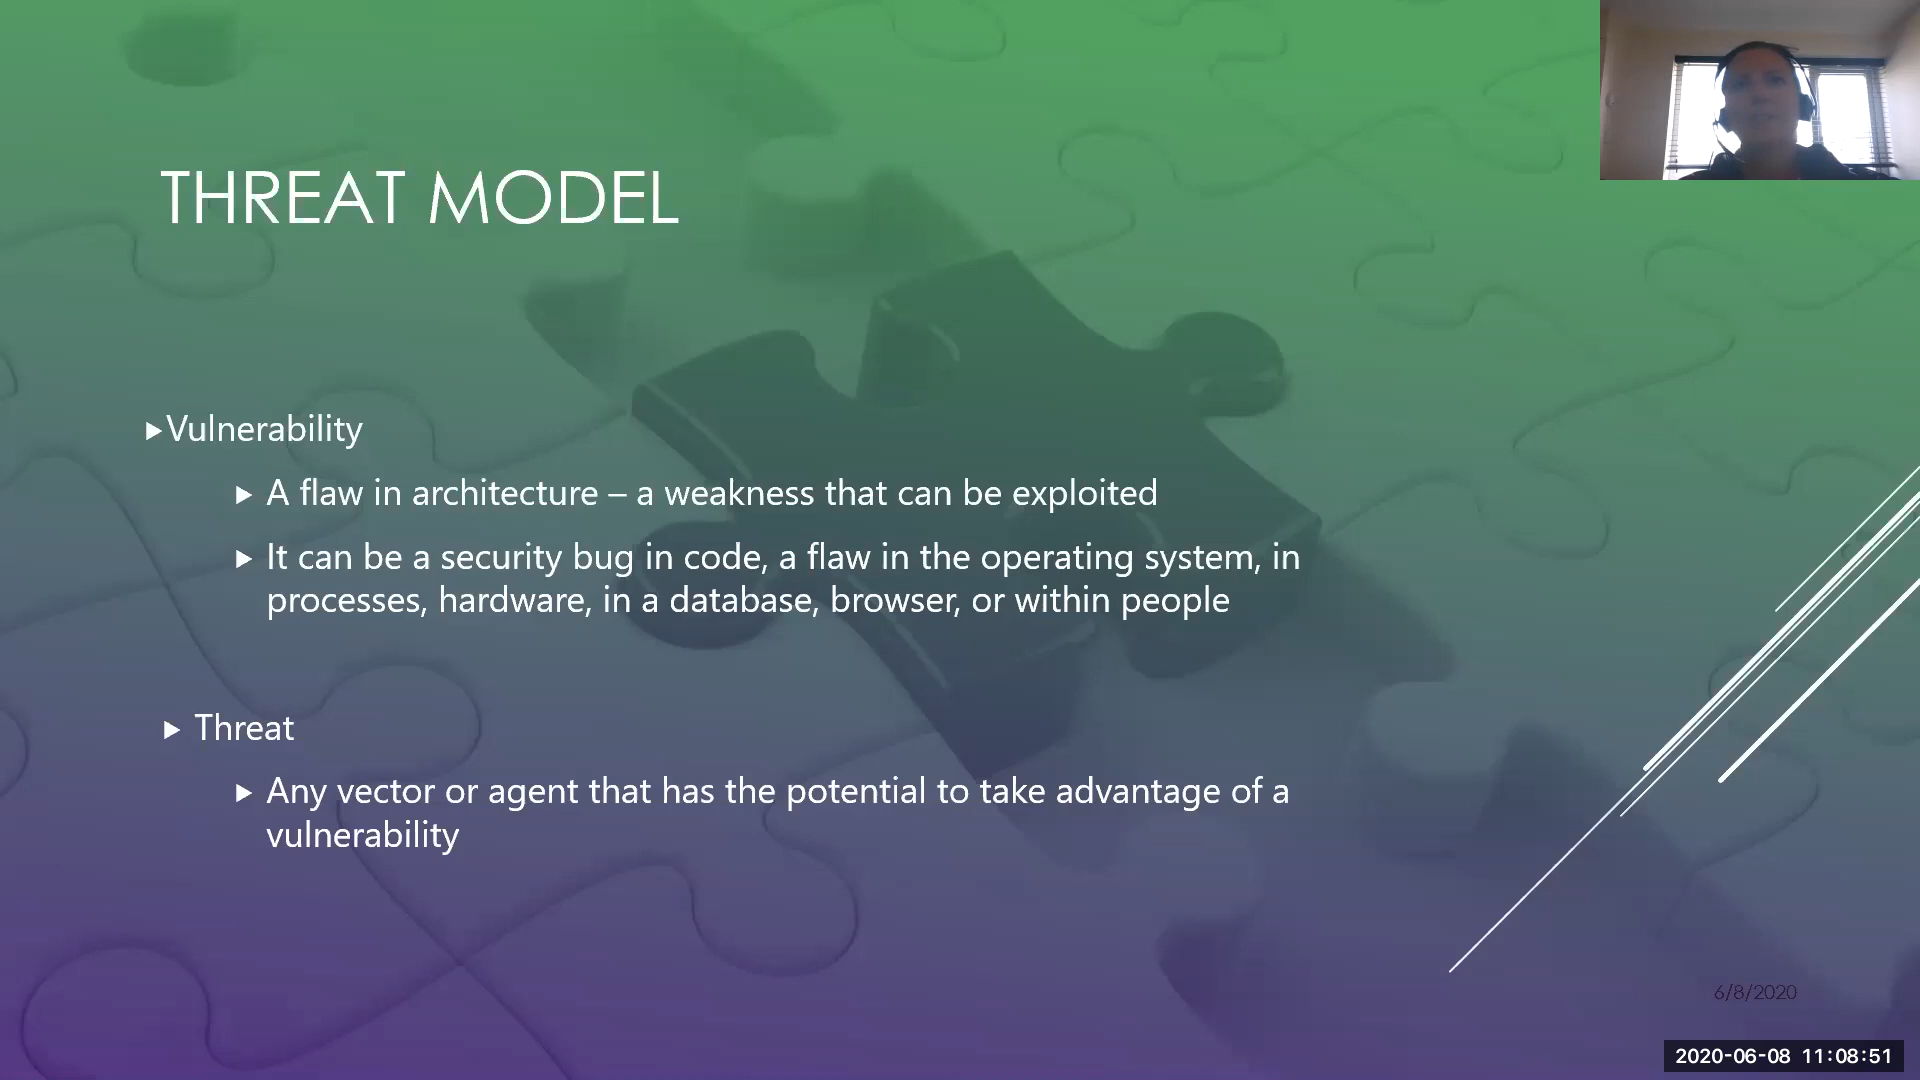 THREAT MODEL
▶Vulnerability
▶ A flaw in architecture – a weakness that can be exploited
▶ It can be a security bug in code, a flaw in the operating system, in
processes, hardware, in a database, browser, or within people
▶ Threat
▶ Any vector or agent that has the potential to take advantage of a
vulnerability
6/8/2020
2020-06-08 11:08:51